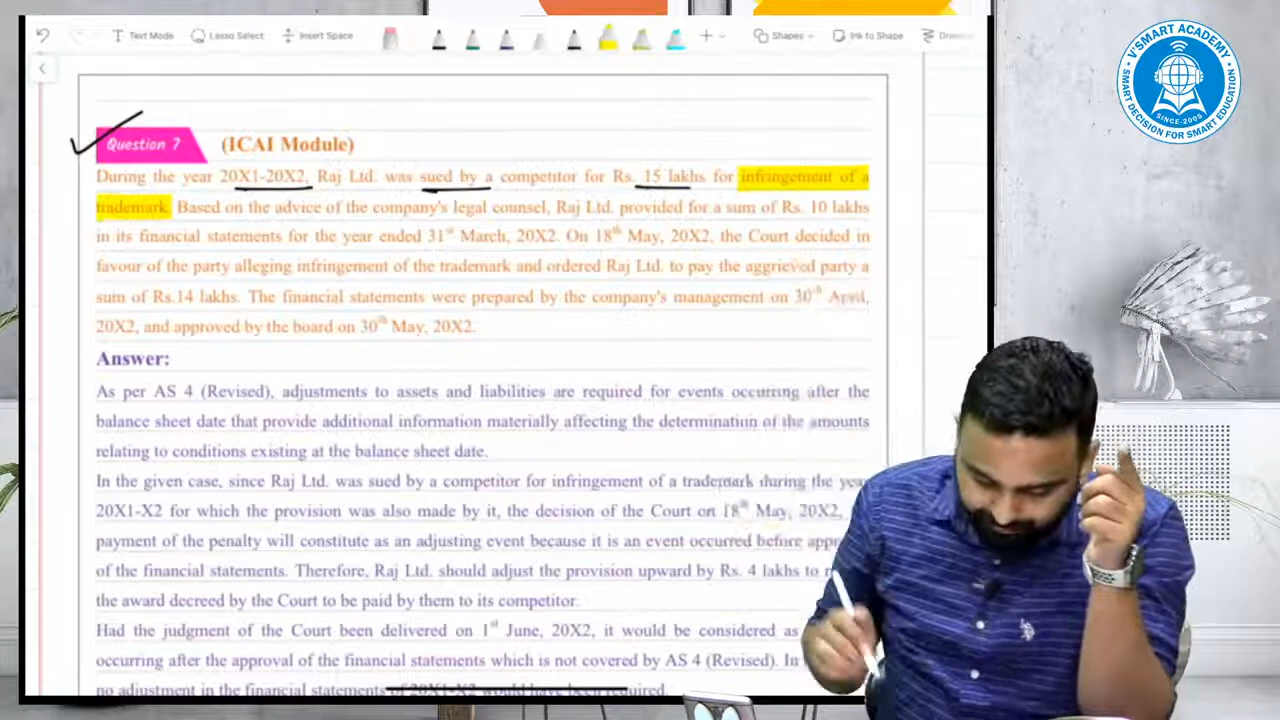 Text Mode
Lasso Select
Insert Space
Shapes
Ink to Shape
V'SMART ACADEMY
SMART DECISION FOR SMART EDUCATION
SINCE-2005
Question 7 (ICAI Module)
During the year 20X1-20X2, Raj Ltd. was sued by a competitor for Rs. 15 lakhs for infringement of a
trademark. Based on the advice of the company's legal counsel, Raj Ltd. provided for a sum of Rs. 10 lakhs
in its financial statements for the year ended 31st March, 20X2. On 18th May, 20X2, the Court decided in
favour of the party alleging infringement of the trademark and ordered Raj Ltd. to pay the aggrieved party a
sum of Rs.14 lakhs. The financial statements were prepared by the company's management on 30th April,
20X2, and approved by the board on 30th May, 20X2.
Answer:
As per AS 4 (Revised), adjustments to assets and liabilities are required for events occurring after the
balance sheet date that provide additional information materially affecting the determination of the amounts
relating to conditions existing at the balance sheet date.
In the given case, since Raj Ltd. was sued by a competitor for infringement of a trademark during the year
20X1-X2 for which the provision was also made by it, the decision of the Court on 18th May, 20X2,
payment of the penalty will constitute as an adjusting event because it is an event occurred before
of the financial statements. Therefore, Raj Ltd. should adjust the provision upward by Rs. 4 lakhs to
the award decreed by the Court to be paid by them to its competitor.
Had the judgment of the Court been delivered on 1st June, 20X2, it would be considered as
occurring after the approval of the financial statements which is not covered by AS 4 (Revised). In
no adjustment in the financial statements of 20X1-X2 would have been required.